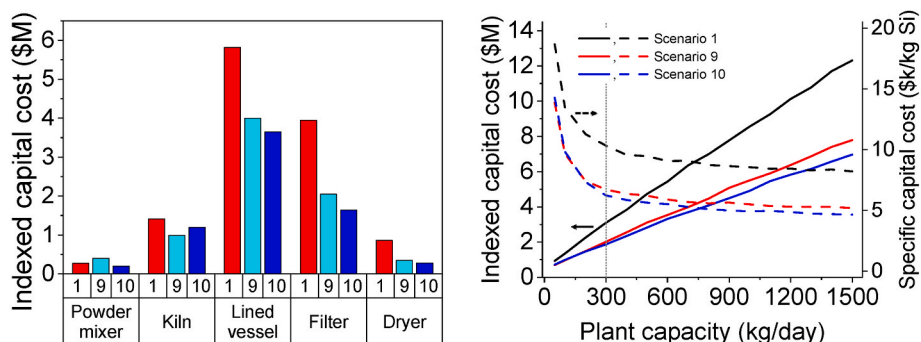 Indexed capital cost ($M)
6
5
4
3
2
1
0
1 9 10 1 9 10 1 9 10 1 9 10 1 9 10
Powder mixer
Kiln
Lined vessel
Filter
Dryer
Indexed capital cost ($M)
14
12
10
8
6
4
2
0
, Scenario 1
, Scenario 9
, Scenario 10
20
15
10
5
0
Specific capital cost ($k/kg Si)
0 300 600 900 1200 1500
Plant capacity (kg/day)